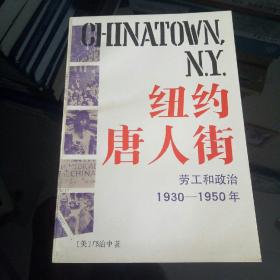 CHINATOWN,
N.Y.
纽约
唐人街
劳工和政治
1930—1950年
[美]邝治中著